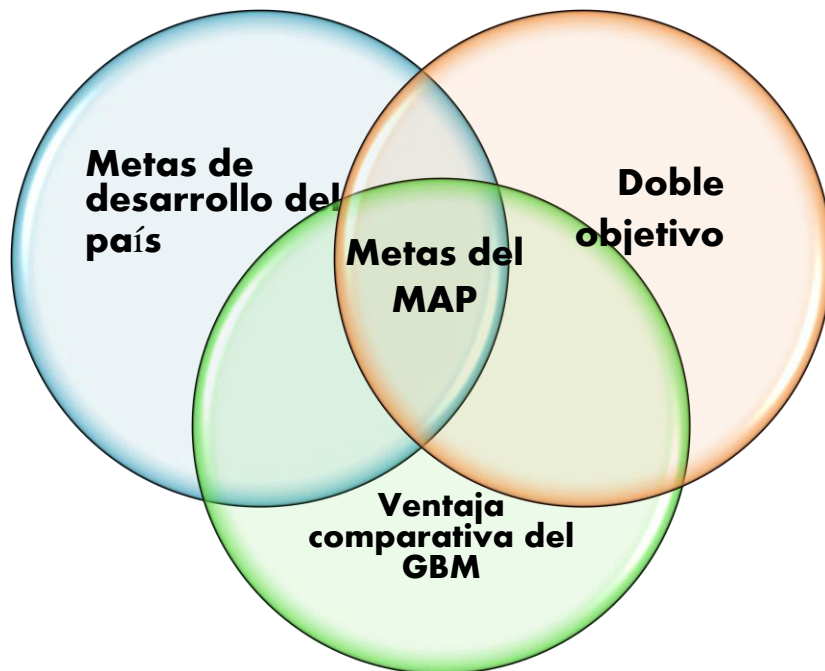 Metas de
desarrollo del
país
Doble
objetivo
Metas del
MAP
Ventaja
comparativa del
GBM